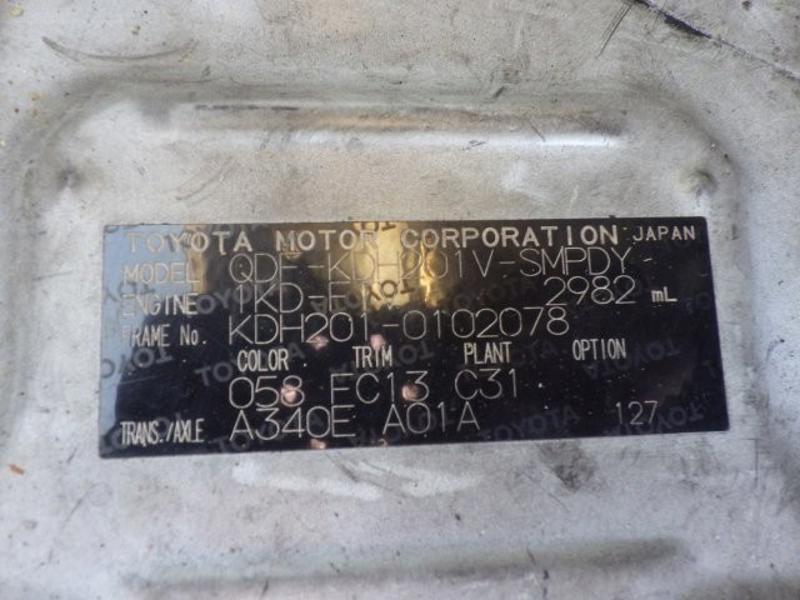 TOYOTA MOTOR CORPORATION JAPAN
MODEL QDF-KDH201V-SMPDY
ENGINE 2982 mL
FRAME No. KDH201-0102078
COLOR TRIM PLANT OPTION
058 FC13 C31
TRANS./AXLE A340E A01A 127